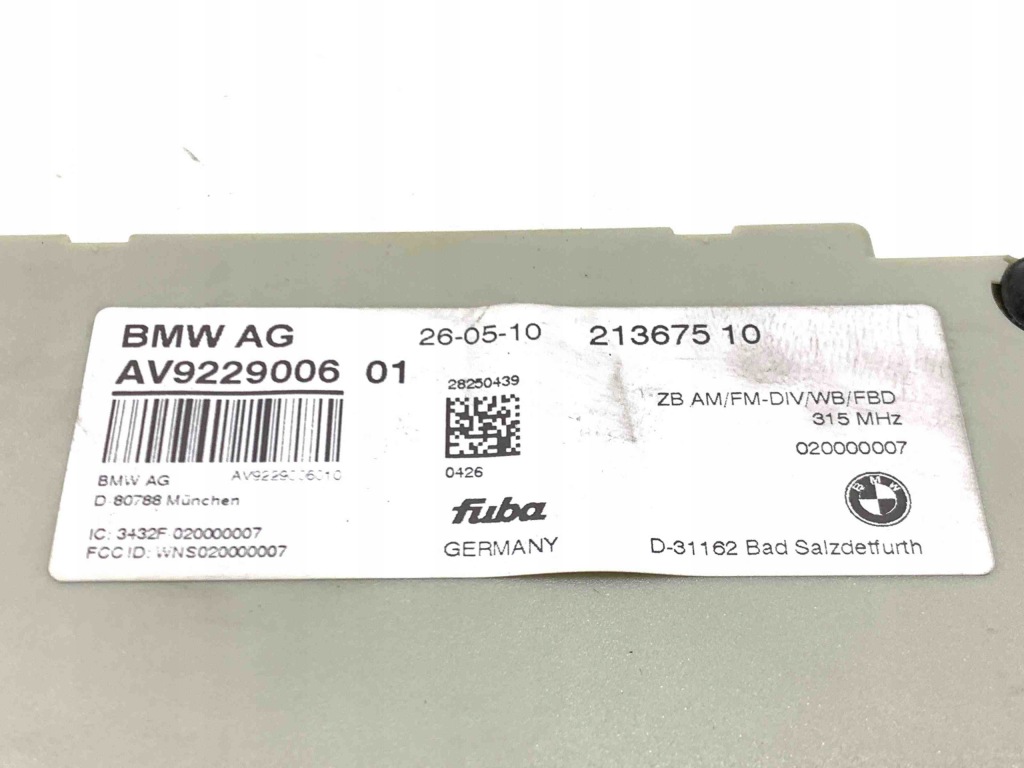 BMW AG 26-05-10 213675 10
AV9229006 01
28250439
ZB AM/FM-DIV/WB/FBD
315 MHz
020000007
BMW AG
D-80788 München
0426
BMW
fuba
IC: 3432F-020000007
FCC ID: WNS020000007
GERMANY
D-31162 Bad Salzdetfurth